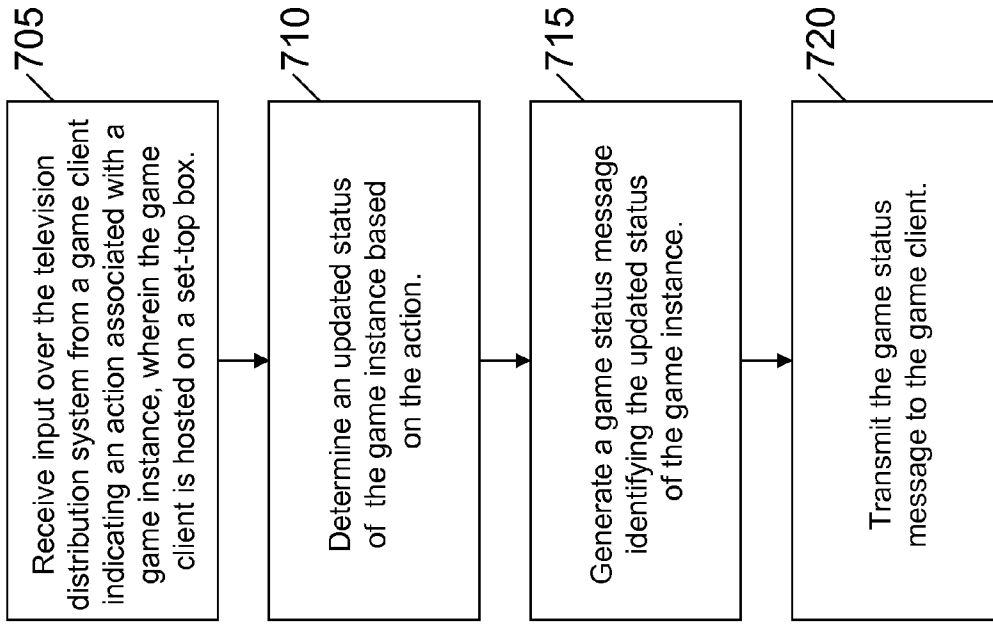 705
Receive input over the television
distribution system from a game client
indicating an action associated with a
game instance, wherein the game
client is hosted on a set-top box.
710
Determine an updated status
of the game instance based
on the action.
715
Generate a game status message
identifying the updated status
of the game instance.
720
Transmit the game status
message to the game client.